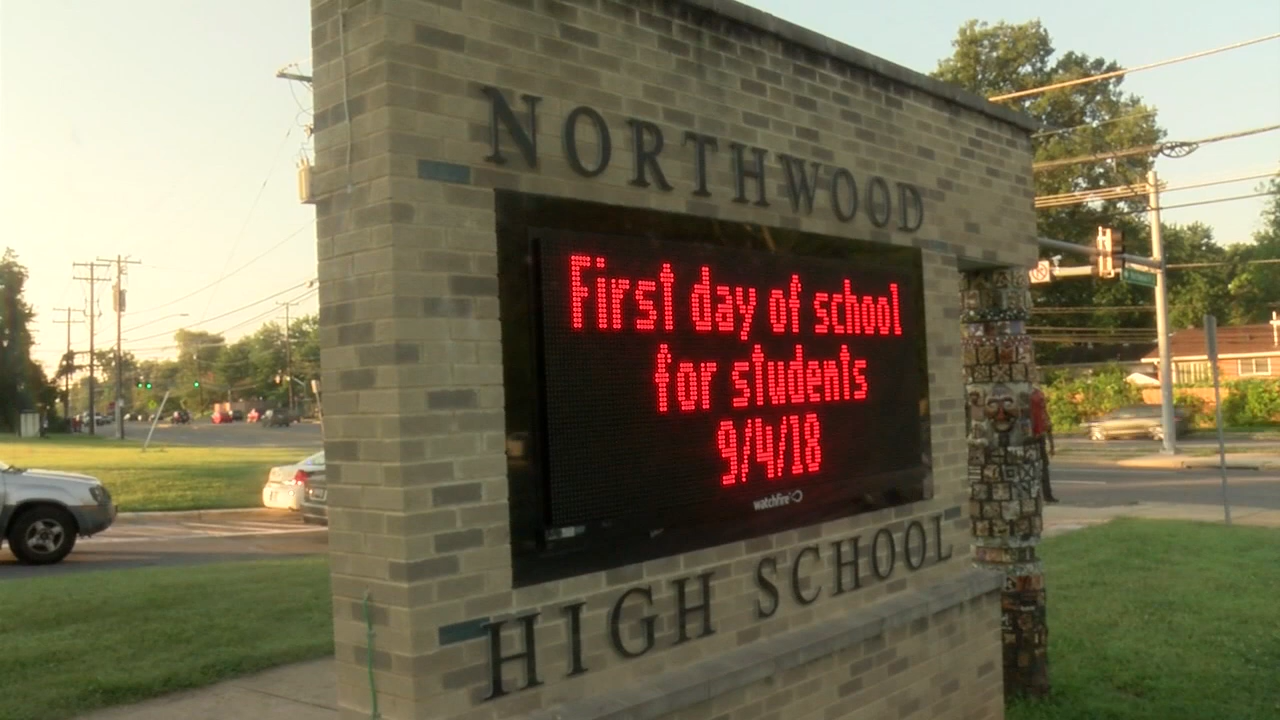 NORTHWOOD
First day of school
for students
9/4/18
watchfire
HIGH SCHOOL